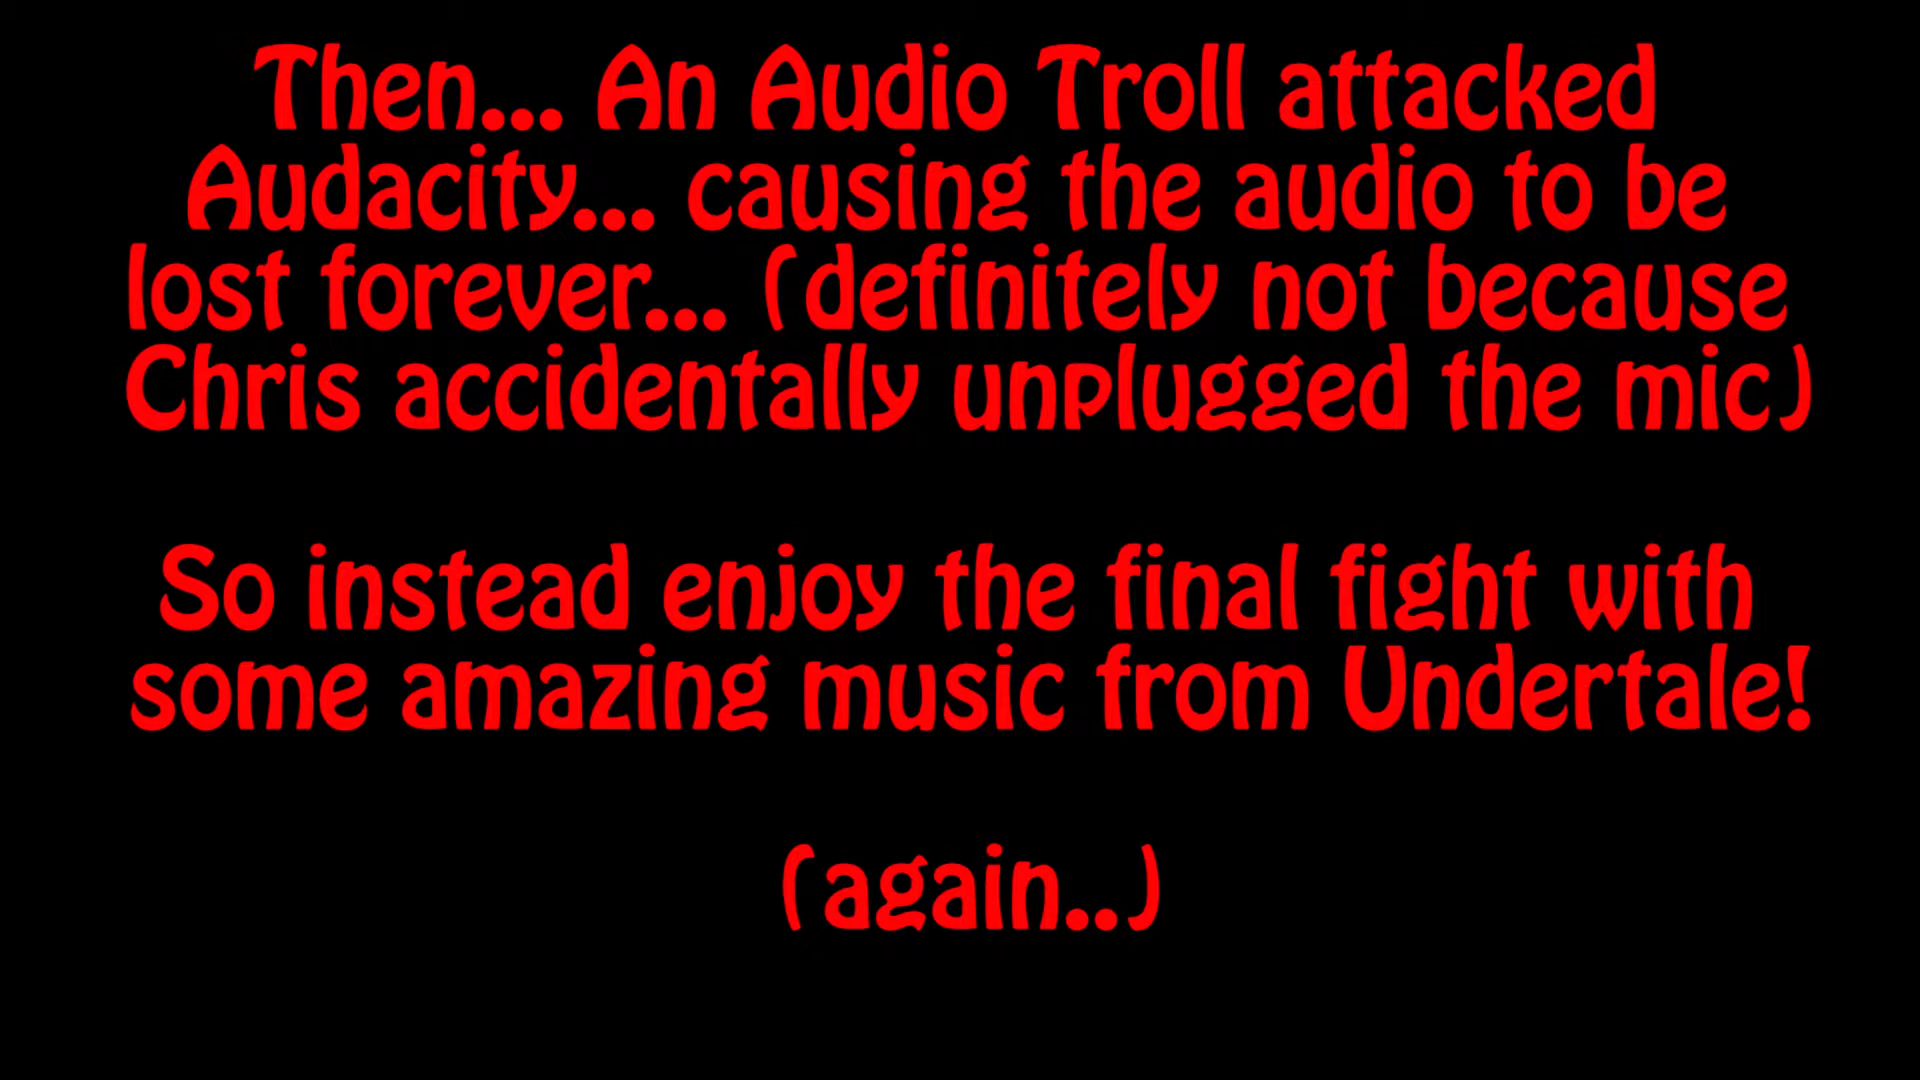 Then... An Audio Troll attacked
Audacity... causing the audio to be
lost forever... (definitely not because
Chris accidentally unplugged the mic)
So instead enjoy the final fight with
some amazing music from Undertale!
(again..)